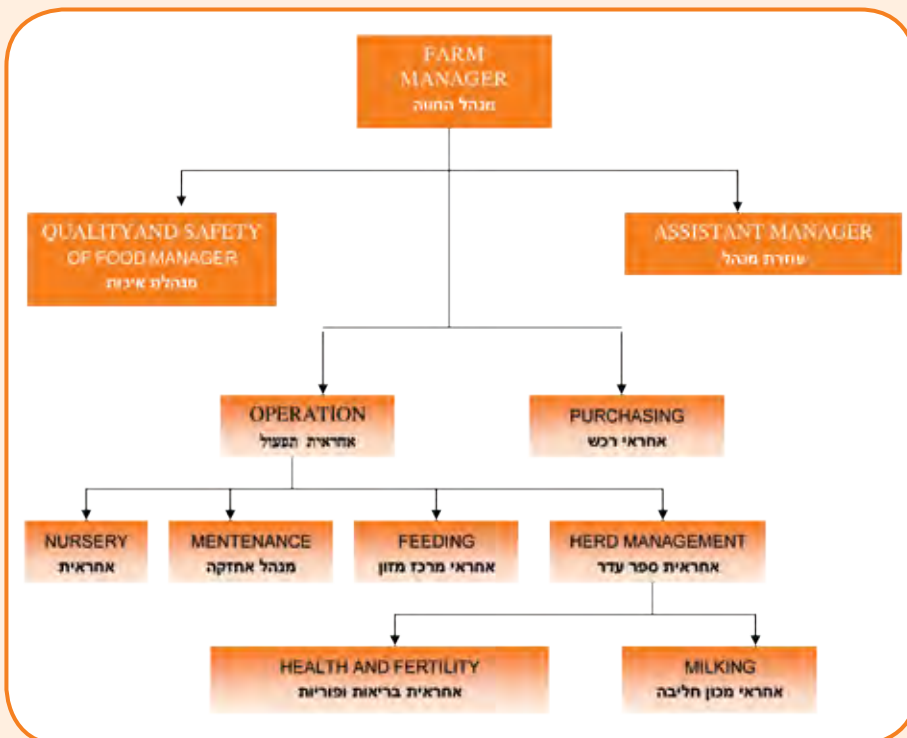 FARM
MANAGER
מנהל החווה
QUALITY AND SAFETY
OF FOOD MANAGER
מנהלת איכות
ASSISTANT MANAGER
עוזרת מנהל
OPERATION
אחראית תפעול
PURCHASING
אחראי רכש
NURSERY
אחראית
MENTENANCE
מנהל אחזקה
FEEDING
אחראי מרכז מזון
HERD MANAGEMENT
אחראית ספר עדר
HEALTH AND FERTILITY
אחראית בריאות ופוריות
MILKING
אחראי מכון חליבה